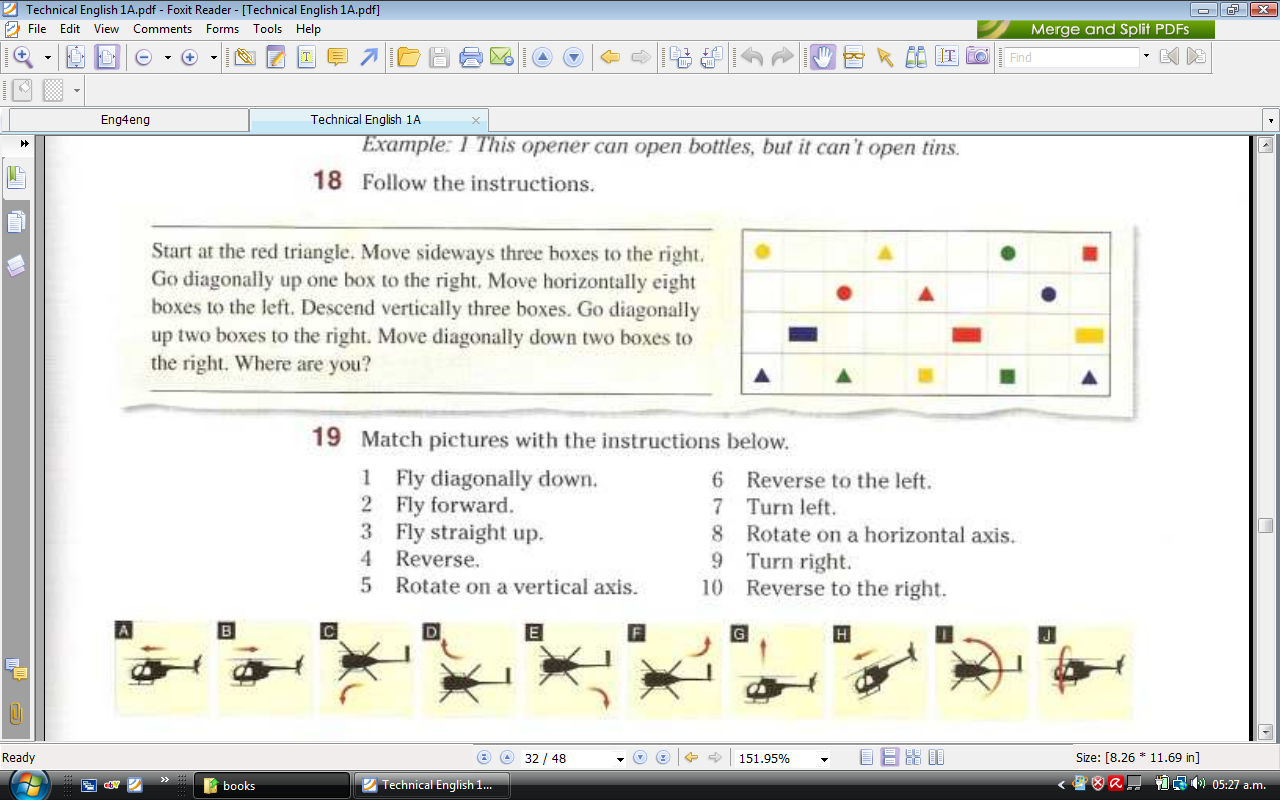 Technical English 1A.pdf - Foxit Reader - [Technical English 1A.pdf]
File Edit View Comments Forms Tools Help
Merge and Split PDFs
Find
Eng4eng
Technical English 1A
Example: 1 This opener can open bottles, but it can't open tins.
18 Follow the instructions.
Start at the red triangle. Move sideways three boxes to the right.
Go diagonally up one box to the right. Move horizontally eight
boxes to the left. Descend vertically three boxes. Go diagonally
up two boxes to the right. Move diagonally down two boxes to
the right. Where are you?
19 Match pictures with the instructions below.
1 Fly diagonally down.
2 Fly forward.
3 Fly straight up.
4 Reverse.
5 Rotate on a vertical axis.
6 Reverse to the left.
7 Turn left.
8 Rotate on a horizontal axis.
9 Turn right.
10 Reverse to the right.
A B C D E F G H I J
Ready
32 / 48
151.95%
Size: [8.26 * 11.69 in]
books
Technical English 1...
05:27 a.m.